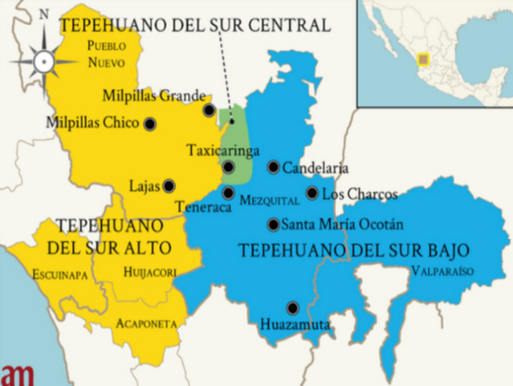 N
TEPEHUANO DEL SUR CENTRAL
PUEBLO
NUEVO
Milpillas Grande
Milpillas Chico
Taxicaringa
Candelaria
Lajas
Los Charcos
Teneraca
MEZQUITAL
TEPEHUANO
DEL SUR ALTO
Santa María Ocotán
TEPEHUANO DEL SUR BAJO
ESCUINAPA
HUIJACORI
VALPARAÍSO
ACAPONETA
Huazamuta
am